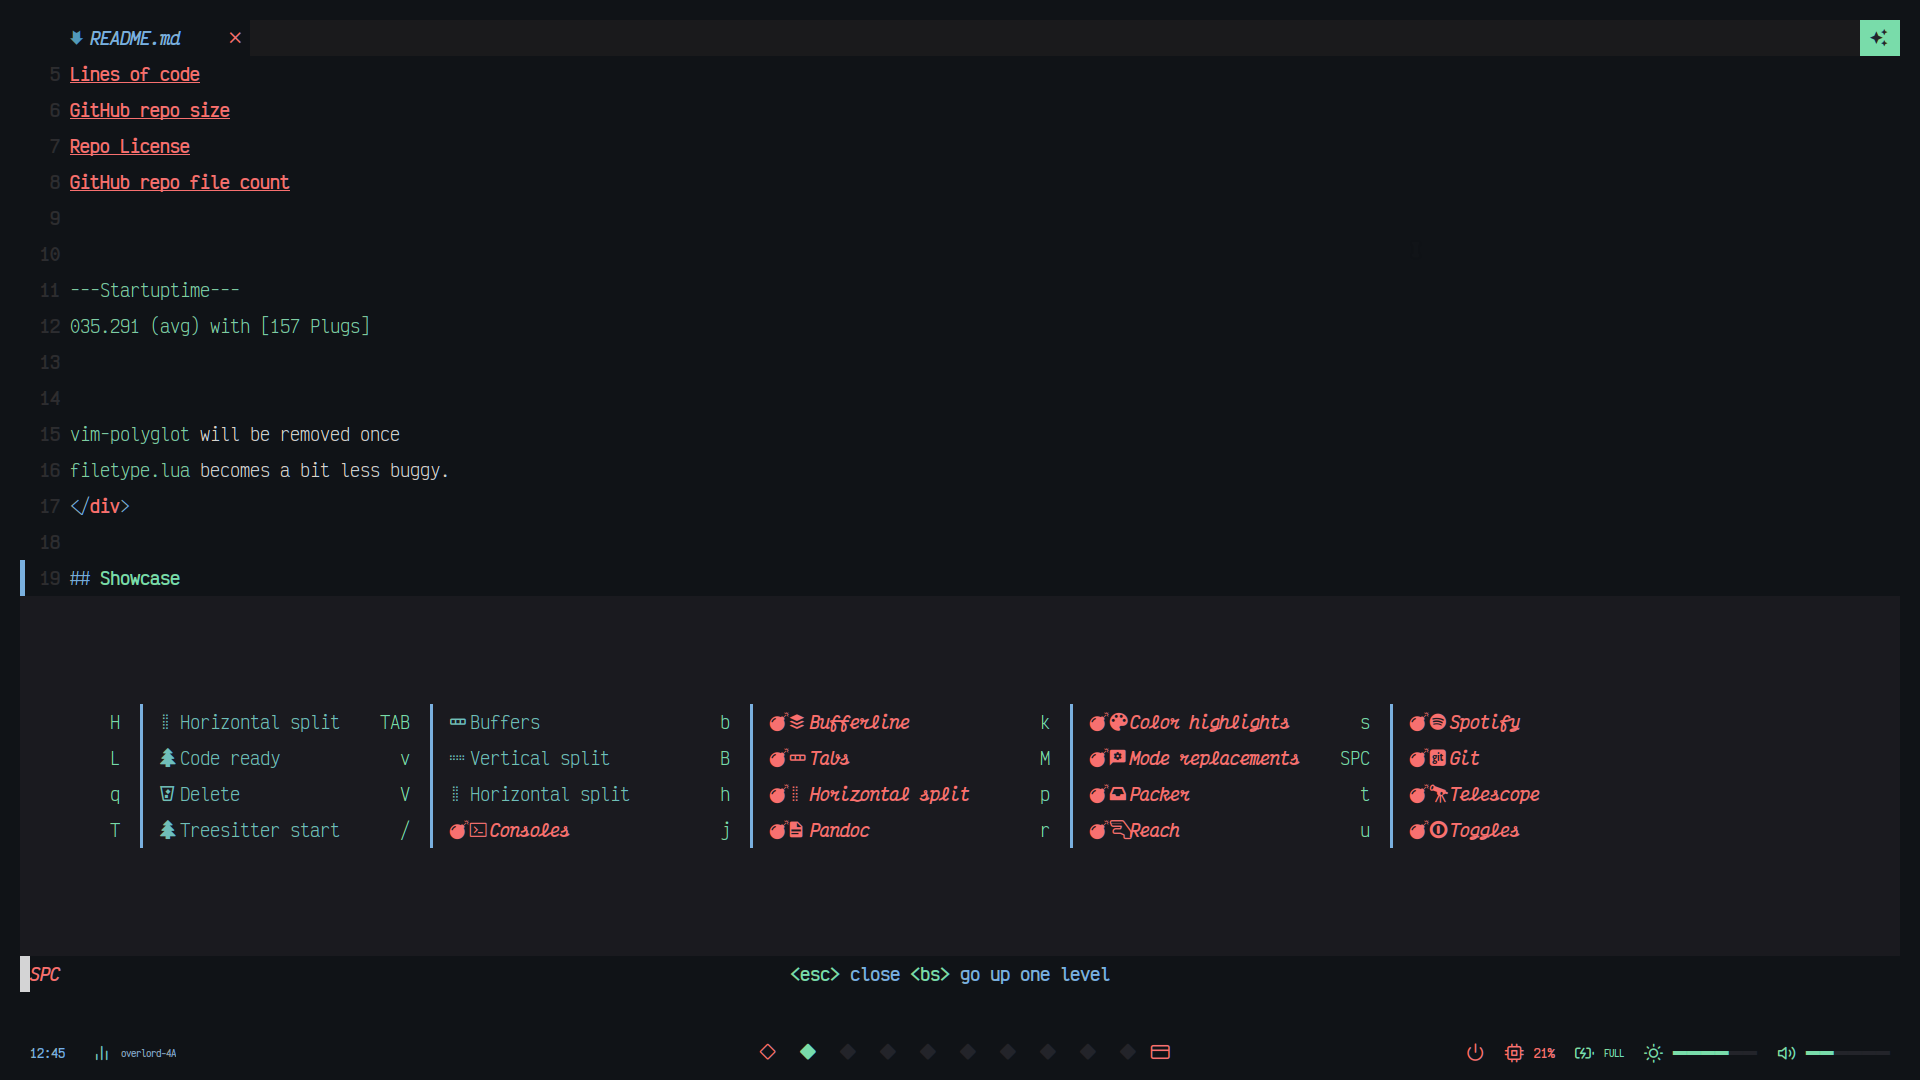 README.md
5 Lines of code
6 GitHub repo size
7 Repo License
8 GitHub repo file count
9
10
11 ---Startuptime---
12 035.291 (avg) with [157 Plugs]
13
14
15 vim-polyglot will be removed once
16 filetype.lua becomes a bit less buggy.
17 </div>
18
19 ## Showcase
H Horizontal split TAB Buffers b Bufferline k Color highlights s Spotify
L Code ready v Vertical split B Tabs M Mode replacements SPC git Git
q Delete V Horizontal split h Horizontal split p Packer t Telescope
T Treesitter start / Consoles j Pandoc r Reach u Toggles
SPC <esc> close <bs> go up one level
12:45 overlord-4A 21% FULL